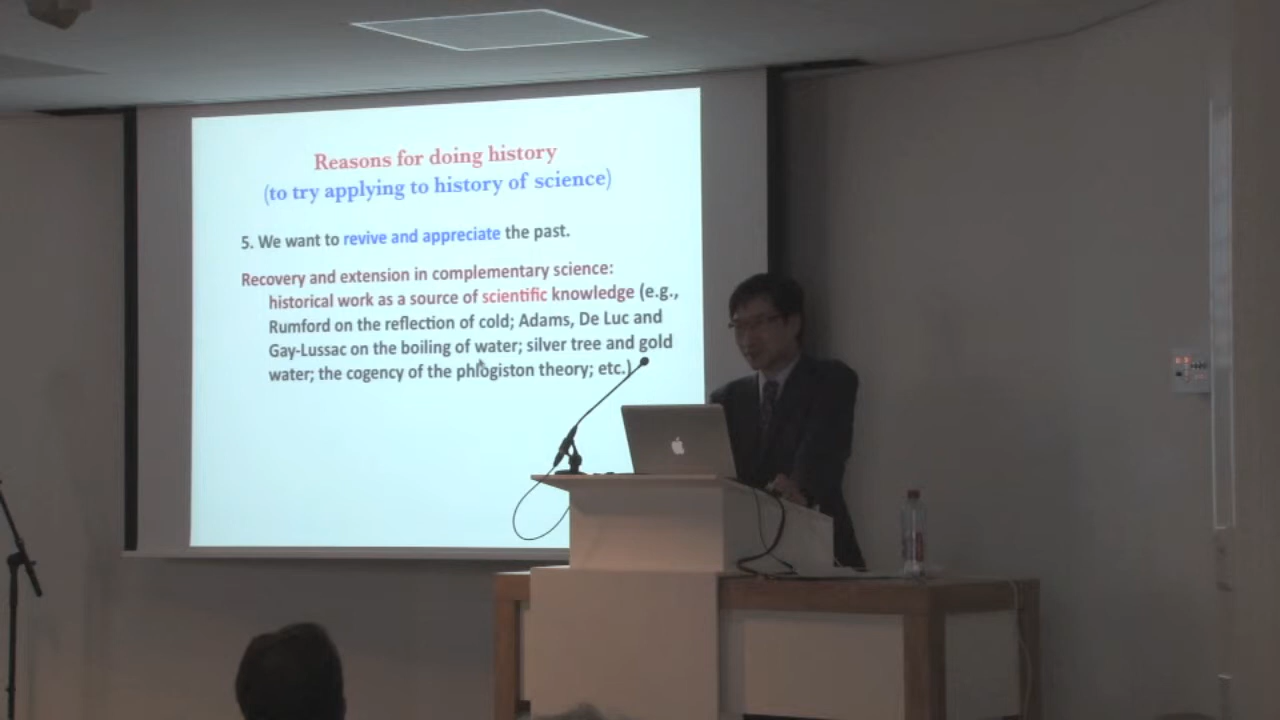 Reasons for doing history
(to try applying to history of science)
5. We want to revive and appreciate the past.
Recovery and extension in complementary science:
historical work as a source of scientific knowledge (e.g.,
Rumford on the reflection of cold; Adams, De Luc and
Gay-Lussac on the boiling of water; silver tree and gold
water; the cogency of the phlogiston theory; etc.)